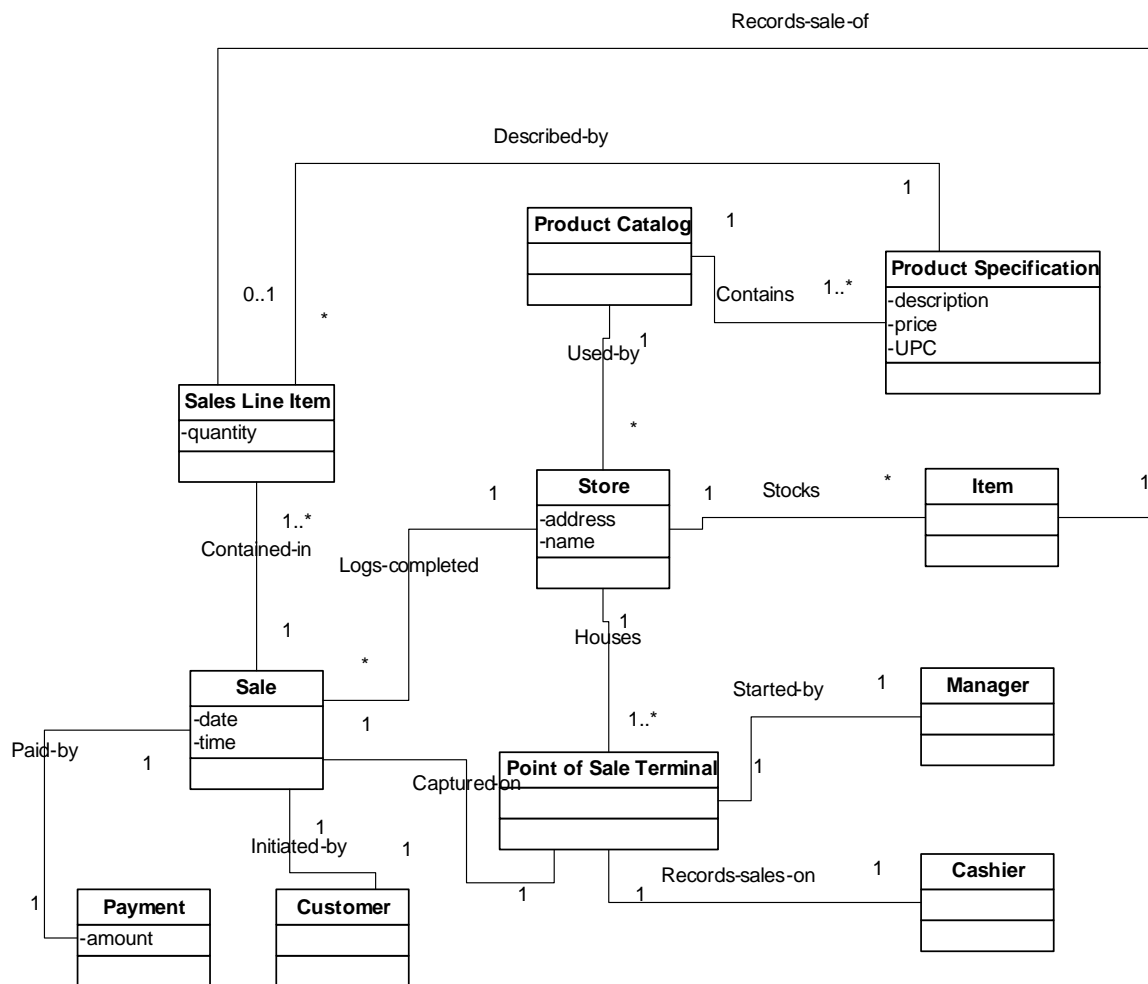 Records-sale-of
Described-by
1
Product Catalog
1
Product Specification
-description
-price
-UPC
0..1
*
Contains
1..*
Used-by
1
Sales Line Item
-quantity
*
1
Store
-address
-name
1
Stocks
*
Item
1
1..*
Contained-in
Logs-completed
1
Houses
1
*
Sale
-date
-time
1
Started-by
1
Manager
1..*
Paid-by
1
Captured-on
Point of Sale Terminal
1
1
Initiated-by
1
Records-sales-on
1
Cashier
1
1
1
Payment
-amount
Customer